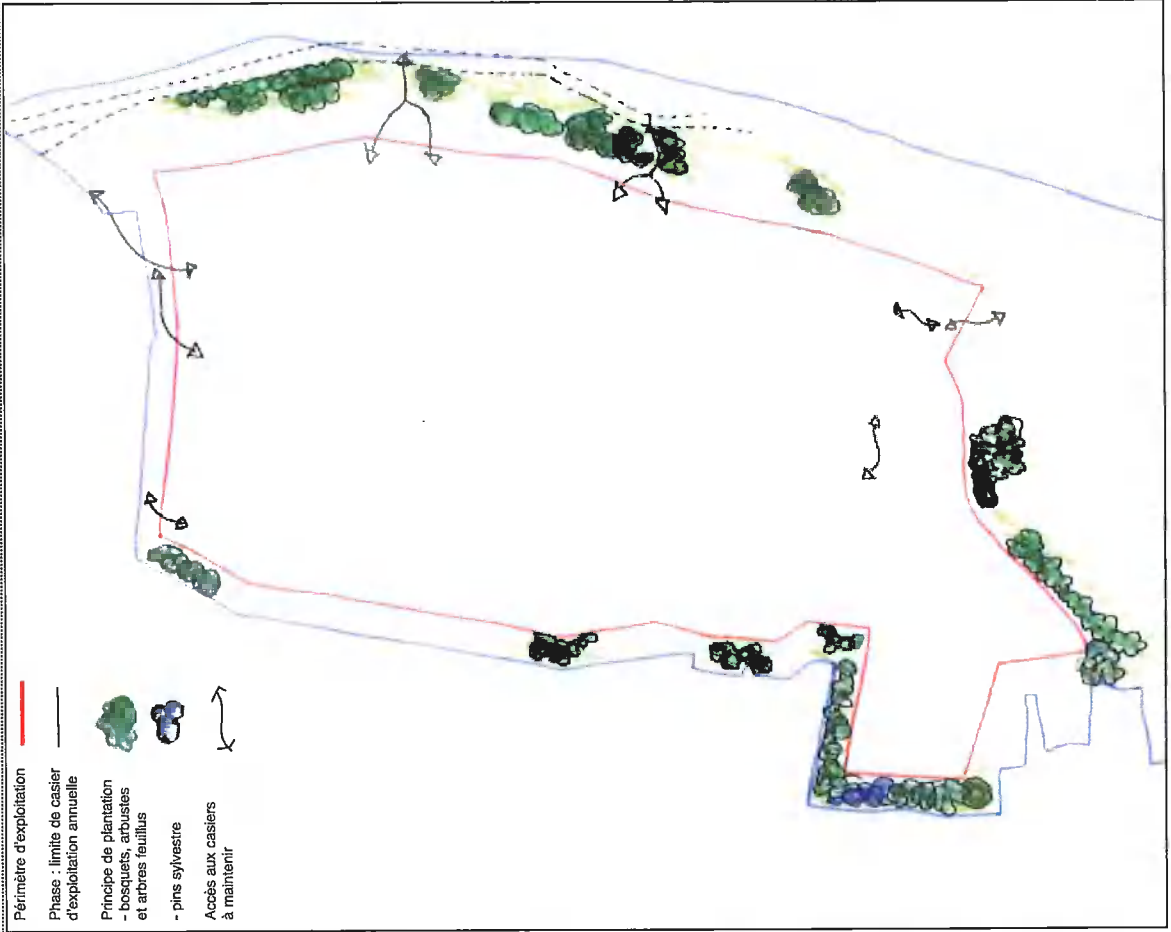 Périmètre d'exploitation
Phase : limite de casier
d'exploitation annuelle
Principe de plantation
- bosquets, arbustes
et arbres feuillus
- pins sylvestre
Accès aux casiers
à maintenir